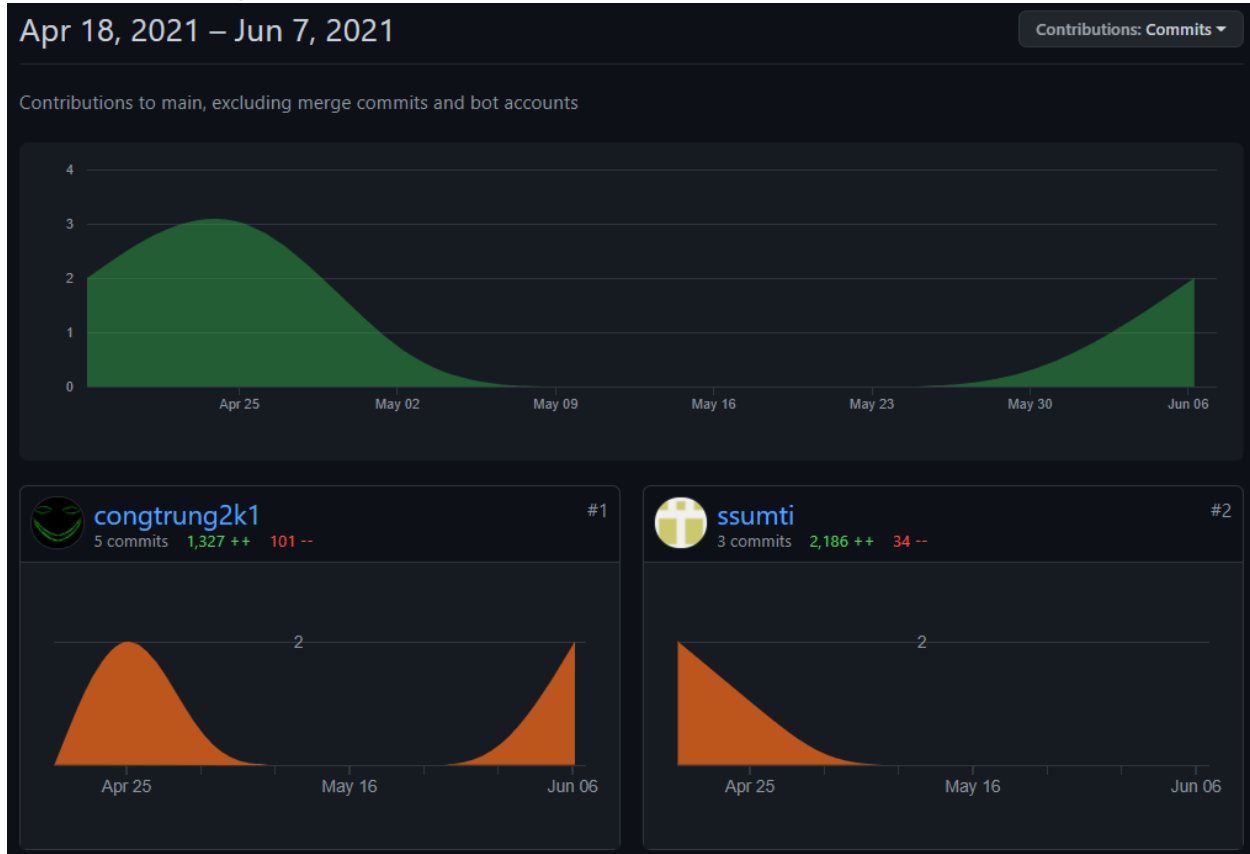 Apr 18, 2021 – Jun 7, 2021
Contributions: Commits
Contributions to main, excluding merge commits and bot accounts
4
3
2
1
0
Apr 25 May 02 May 09 May 16 May 23 May 30 Jun 06
congtrung2k1 #1
5 commits 1,327 ++ 101 --
2
Apr 25 May 16 Jun 06
ssumti #2
3 commits 2,186 ++ 34 --
2
Apr 25 May 16 Jun 06